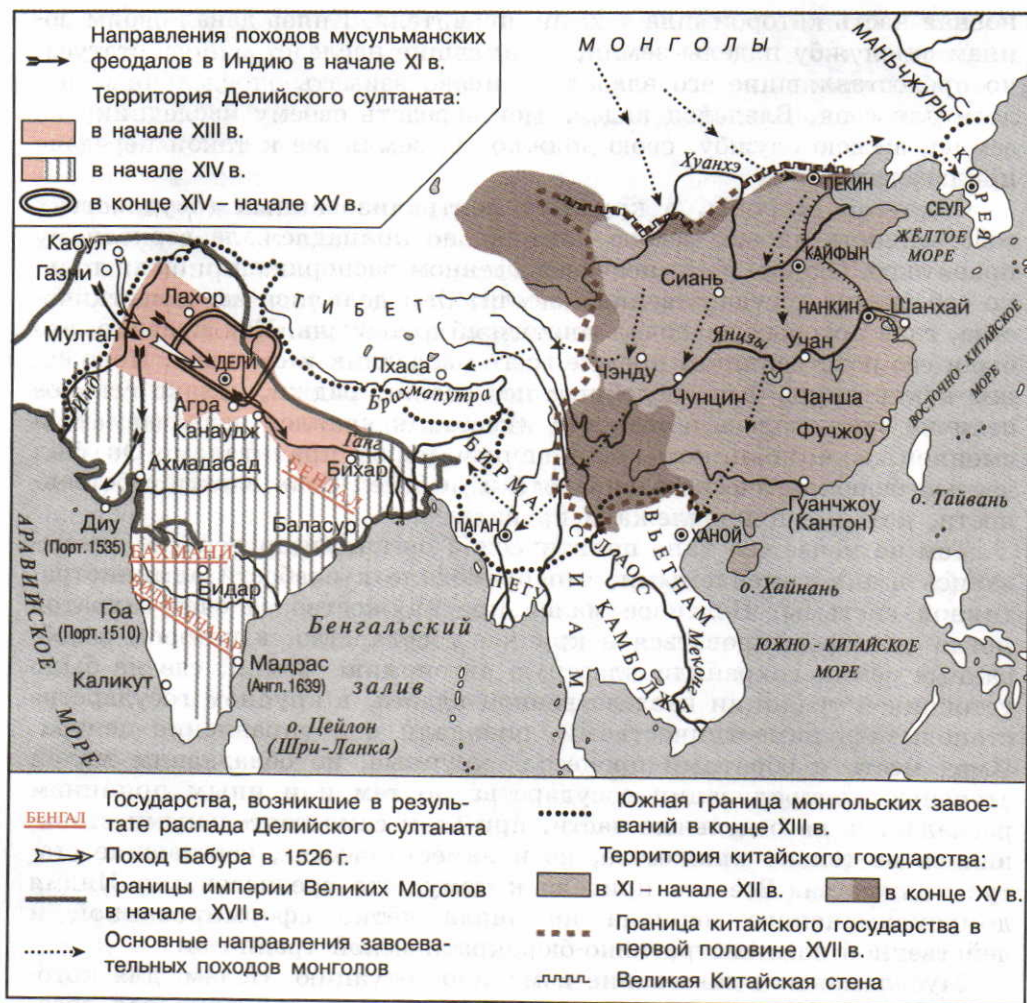 Направления походов мусульманских
феодалов в Индию в начале XI в.
Территория Делийского султаната:
в начале XIII в.
в начале XIV в.
в конце XIV – начале XV в.
МОНГОЛЫ
МАНЬЧЖУРЫ
КОРЕЯ
Хуанхэ
ПЕКИН
СЕУЛ
ЖЁЛТОЕ
МОРЕ
КАЙФЫН
Сиань
НАНКИН
Шанхай
Янцзы
Учан
Чэнду
Чунцин
Чанша
Фучжоу
ВОСТОЧНО-КИТАЙСКОЕ
МОРЕ
Гуанчжоу
(Кантон)
о. Тайвань
о. Хайнань
ЮЖНО-КИТАЙСКОЕ
МОРЕ
Кабул
Газни
Лахор
Мултан
Инд
ДЕЛИ
Агра
Канаудж
Ганг
Ахмадабад
Бихар
БЕНГАЛ
ТИБЕТ
Лхаса
Брахмапутра
Диу
(Порт.1535)
Баласур
БАХМАНИ
Бидар
Гоа
(Порт.1510)
ВИДЖАЯНАГАР
Мадрас
(Англ.1639)
Каликут
АРАВИЙСКОЕ МОРЕ
Бенгальский
залив
о. Цейлон
(Шри-Ланка)
БИРМА
ПАГАН
ПЕГУ
СИАМ
ЛАОС
ХАНОЙ
ВЬЕТНАМ
КАМБОДЖА
Меконг
БЕНГАЛ
Государства, возникшие в резуль-
тате распада Делийского султаната
Поход Бабура в 1526 г.
Границы империи Великих Моголов
в начале XVII в.
Основные направления завоева-
тельных походов монголов
Южная граница монгольских завое-
ваний в конце XIII в.
Территория китайского государства:
в XI – начале XII в.
в конце XV в.
Граница китайского государства в
первой половине XVII в.
Великая Китайская стена